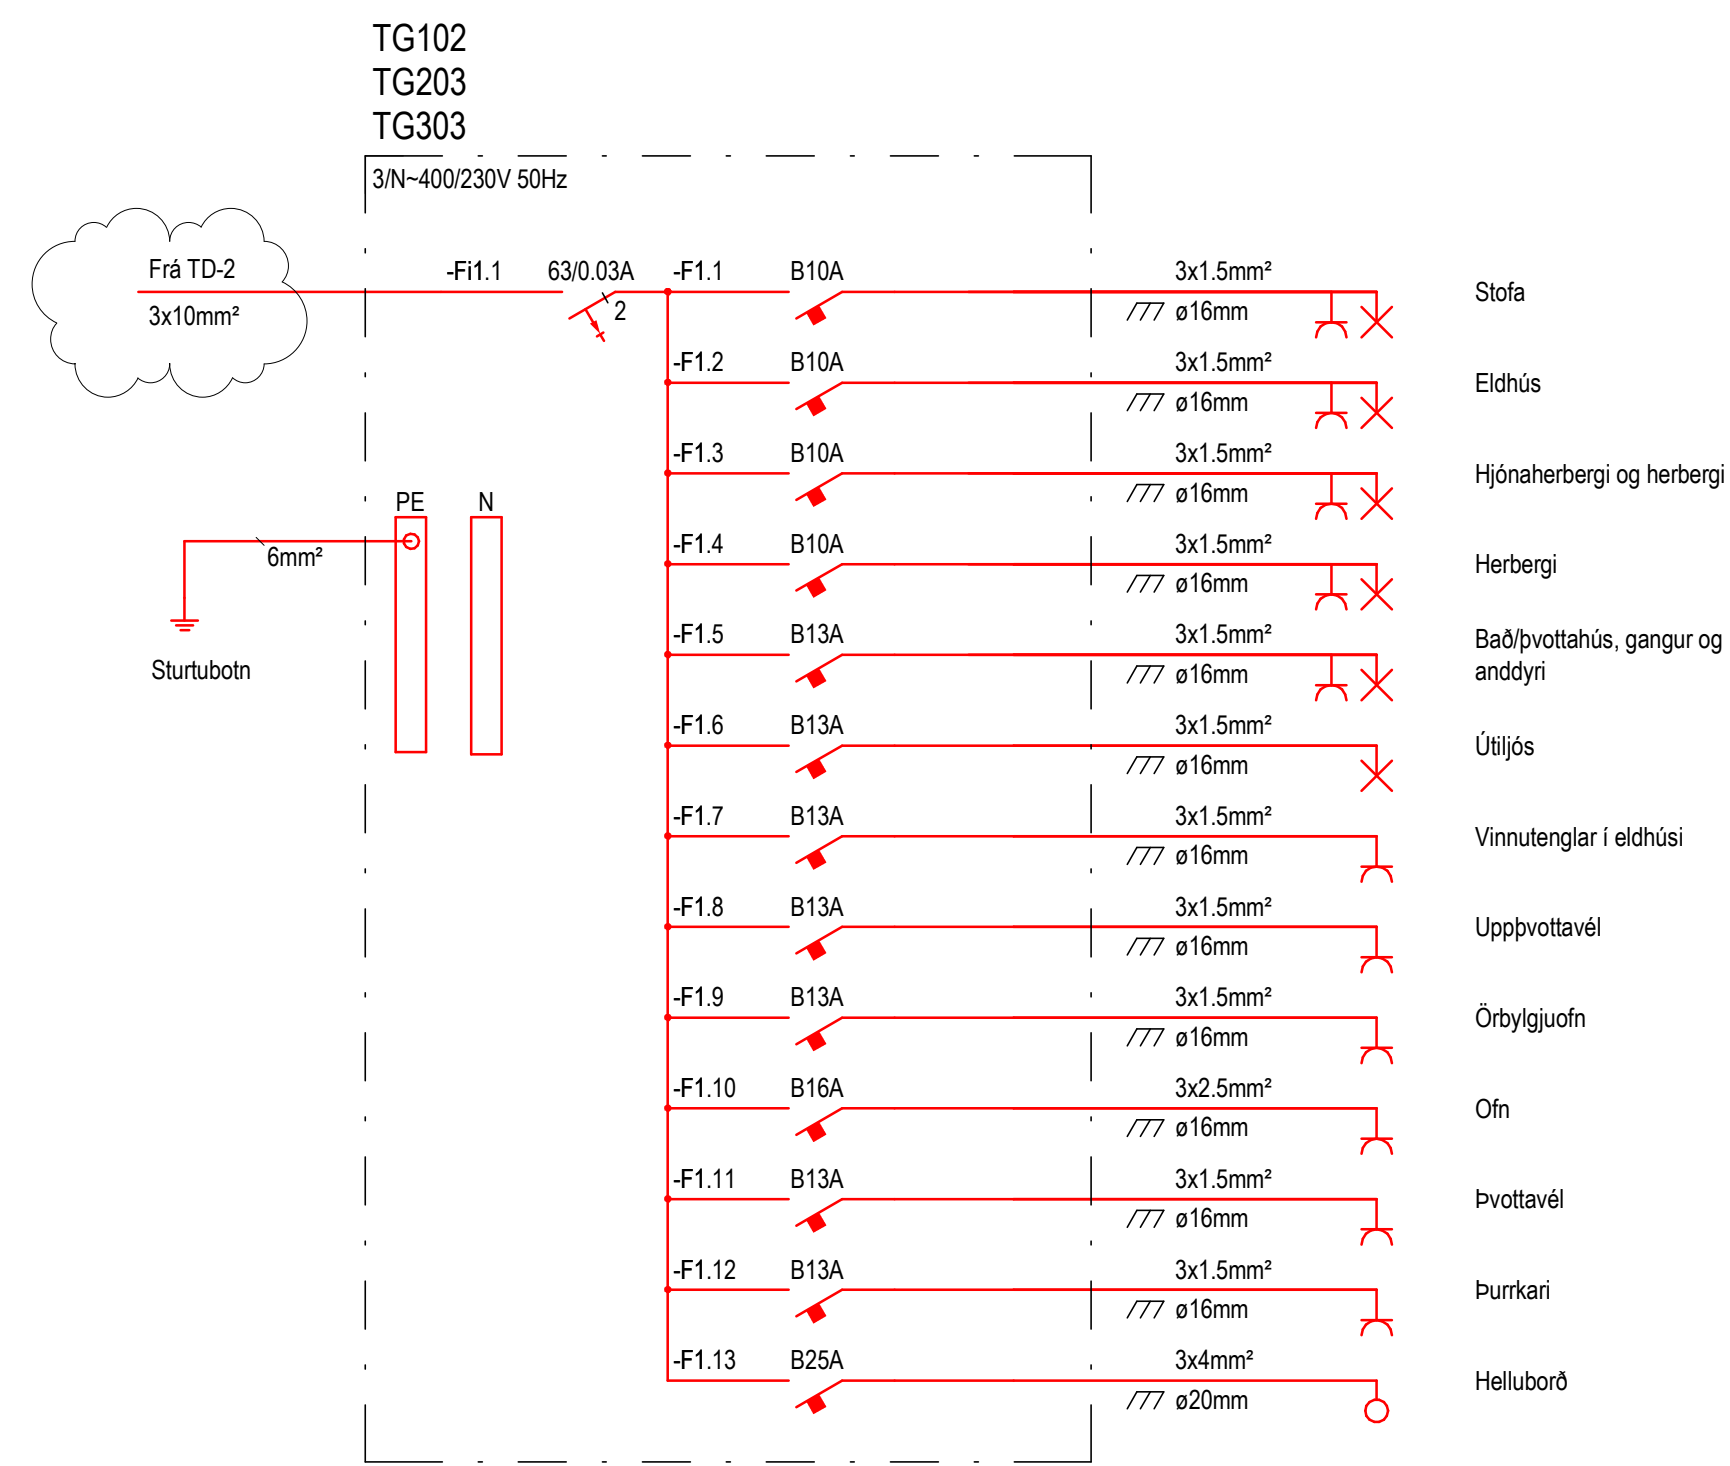 TG102
TG203
TG303
3/N~400/230V 50Hz
Frá TD-2
3x10mm²
-Fi1.1
63/0.03A
2
-F1.1
B10A
3x1.5mm²
ø16mm
Stofa
-F1.2
B10A
3x1.5mm²
ø16mm
Eldhús
-F1.3
B10A
3x1.5mm²
ø16mm
Hjónaherbergi og herbergi
PE
N
6mm²
Sturtubotn
-F1.4
B10A
3x1.5mm²
ø16mm
Herbergi
-F1.5
B13A
3x1.5mm²
ø16mm
Bað/þvottahús, gangur og
anddyri
-F1.6
B13A
3x1.5mm²
ø16mm
Útiljós
-F1.7
B13A
3x1.5mm²
ø16mm
Vinnutenglar í eldhúsi
-F1.8
B13A
3x1.5mm²
ø16mm
Uppþvottavél
-F1.9
B13A
3x1.5mm²
ø16mm
Örbylgjuofn
-F1.10
B16A
3x2.5mm²
ø16mm
Ofn
-F1.11
B13A
3x1.5mm²
ø16mm
Þvottavél
-F1.12
B13A
3x1.5mm²
ø16mm
Þurrkari
-F1.13
B25A
3x4mm²
ø20mm
Helluborð